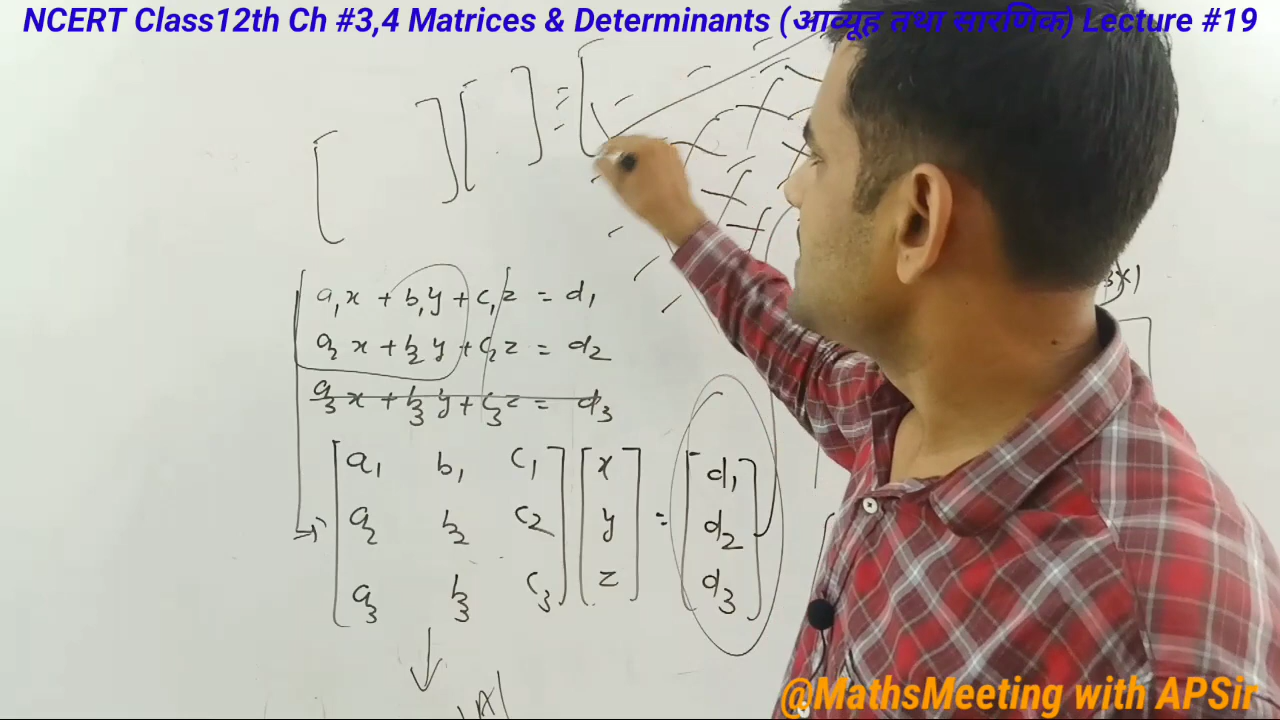 NCERT Class12th Ch #3,4 Matrices & Determinants (आव्यूह तथा सारणिक) Lecture #19
a₁x + b₁y + c₁z = d₁
a₂x + b₂y + c₂z = d₂
a₃x + b₃y + c₃z = d₃
[a₁ b₁ c₁] [x] = [d₁]
[a₂ b₂ c₂] [y] [d₂]
[a₃ b₃ c₃] [z] [d₃]
@MathsMeeting with APSir